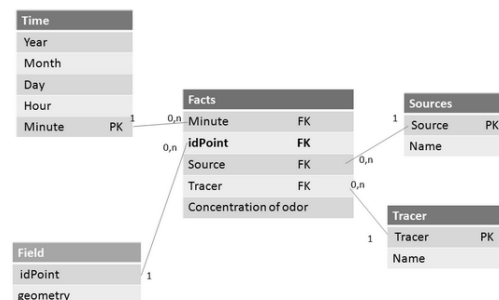 Time
Year
Month
Day
Hour
Minute PK
1
0,n
Facts
Minute FK
idPoint FK
Source FK
Tracer FK
Concentration of odor
0,n
0,n
0,n
1
Sources
Source PK
Name
1
Tracer
Tracer PK
Name
Field
idPoint
geometry
1